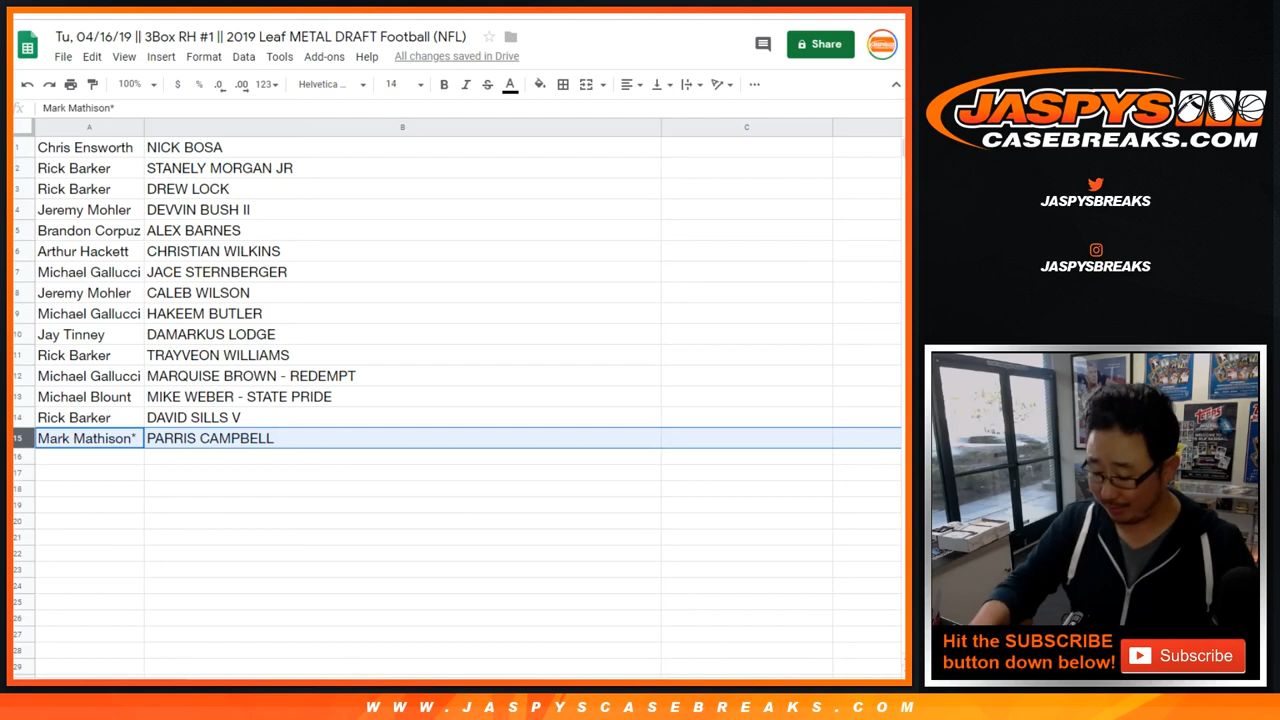 Tu, 04/16/19 || 3Box RH #1 || 2019 Leaf METAL DRAFT Football (NFL)
File Edit View Insert Format Data Tools Add-ons Help All changes saved in Drive
Share
100% $ % .0 .00 123 Helvetica ... 14 B I S A
fx Mark Mathison*
A B C
1 Chris Ensworth NICK BOSA
2 Rick Barker STANELY MORGAN JR
3 Rick Barker DREW LOCK
4 Jeremy Mohler DEVVIN BUSH II
5 Brandon Corpuz ALEX BARNES
6 Arthur Hackett CHRISTIAN WILKINS
7 Michael Gallucci JACE STERNBERGER
8 Jeremy Mohler CALEB WILSON
9 Michael Gallucci HAKEEM BUTLER
10 Jay Tinney DAMARKUS LODGE
11 Rick Barker TRAYVEON WILLIAMS
12 Michael Gallucci MARQUISE BROWN - REDEMPT
13 Michael Blount MIKE WEBER - STATE PRIDE
14 Rick Barker DAVID SILLS V
15 Mark Mathison* PARRIS CAMPBELL
16
17
18
19
20
21
22
23
24
25
26
27
28
29
JASPYS
CASEBREAKS.COM
JASPYSBREAKS
JASPYSBREAKS
TOPPS
Hit the SUBSCRIBE
button down below!
Subscribe
WWW.JASPYSCASEBREAKS.COM